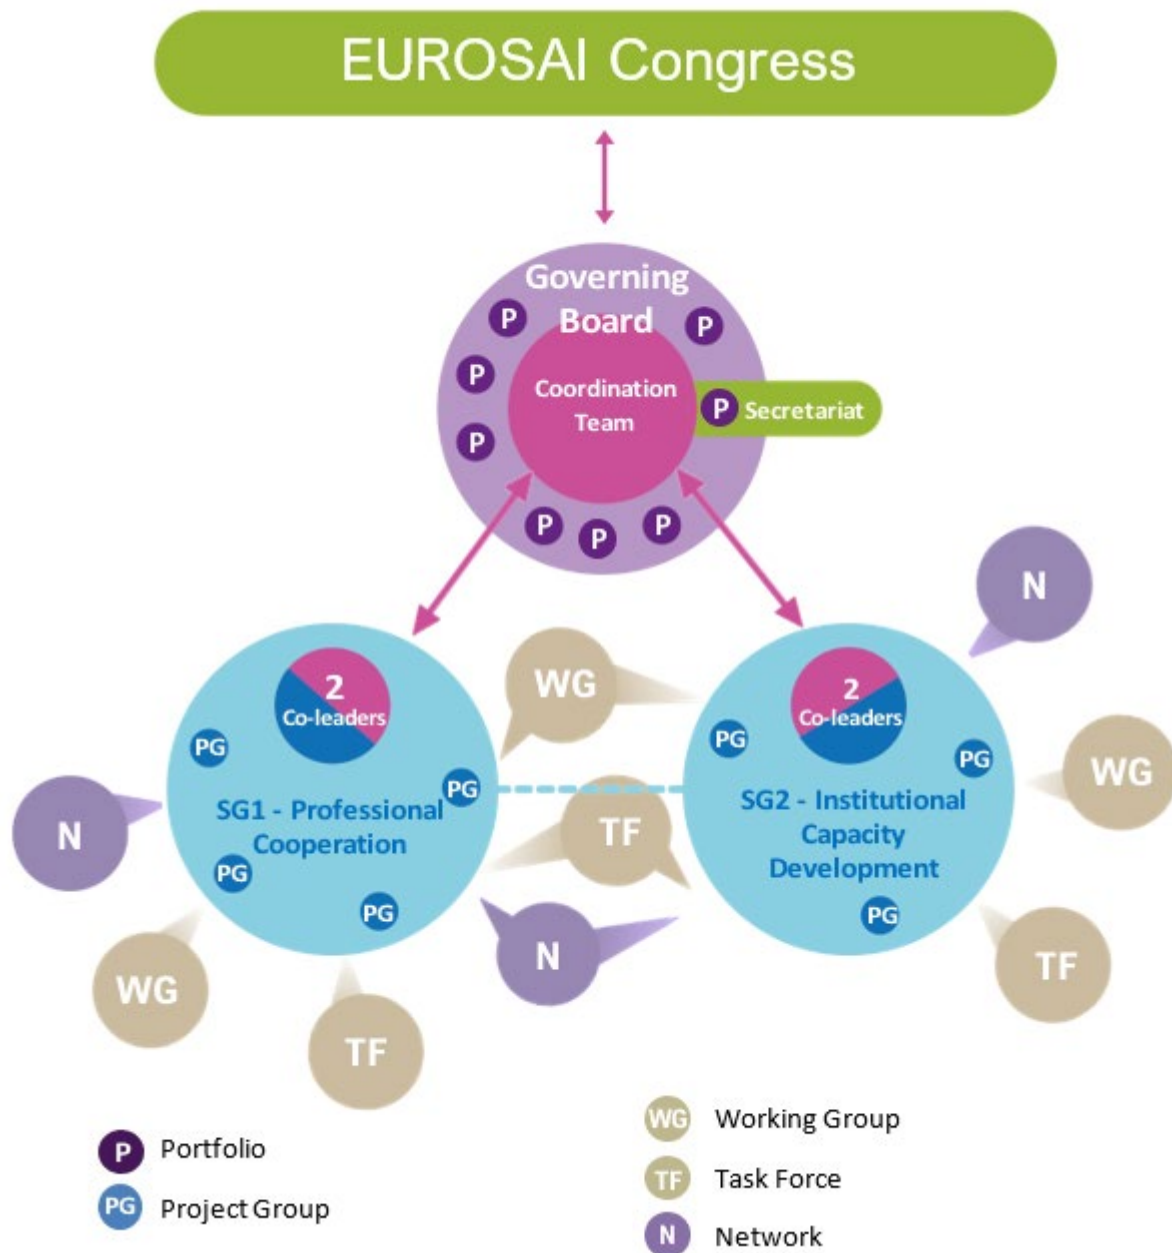 EUROSAI Congress
Governing
Board
P
P
P
P
Coordination
Team
P
Secretariat
P
P
P
N
2
Co-leaders
WG
2
Co-leaders
PG
PG
PG
PG
WG
SG1 - Professional
Cooperation
SG2 - Institutional
Capacity
Development
TF
N
PG
PG
PG
N
WG
TF
TF
P Portfolio
PG Project Group
WG Working Group
TF Task Force
N Network